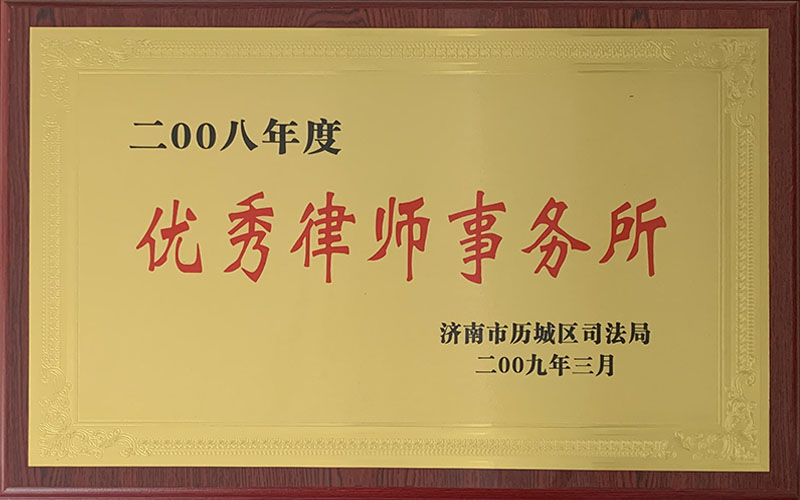 二00八年度
优秀律师事务所
济南市历城区司法局
二00九年三月